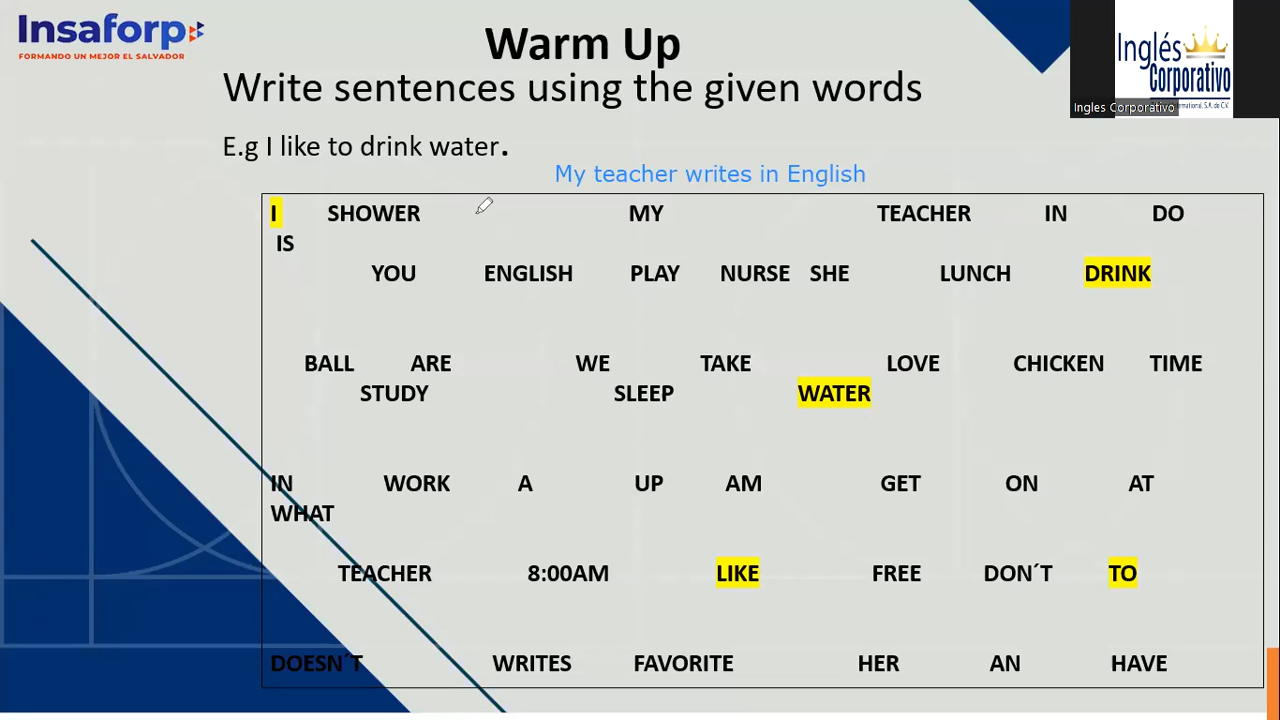 Insaforp
FORMANDO UN MEJOR EL SALVADOR
Warm Up
Write sentences using the given words
E.g I like to drink water.
My teacher writes in English
Inglés
Corporativo
Ingles Corporativo
I SHOWER MY TEACHER IN DO
IS
YOU ENGLISH PLAY NURSE SHE LUNCH DRINK
BALL ARE WE TAKE LOVE CHICKEN TIME
STUDY SLEEP WATER
IN WORK A UP AM GET ON AT
WHAT
TEACHER 8:00AM LIKE FREE DON´T TO
DOESN´T WRITES FAVORITE HER AN HAVE